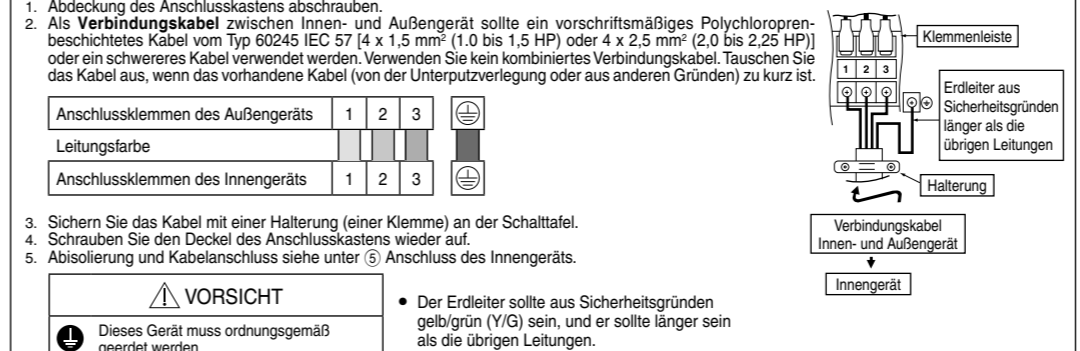 1. Abdeckung des Anschlusskastens abschrauben.
2. Als Verbindungskabel zwischen Innen- und Außengerät sollte ein vorschriftsmäßiges Polychloropren-
beschichtetes Kabel vom Typ 60245 IEC 57 [4 x 1,5 mm² (1.0 bis 1,5 HP) oder 4 x 2,5 mm² (2,0 bis 2,25 HP)]
oder ein schwereres Kabel verwendet werden. Verwenden Sie kein kombiniertes Verbindungskabel. Tauschen Sie
das Kabel aus, wenn das vorhandene Kabel (von der Unterputzverlegung oder aus anderen Gründen) zu kurz ist.
Anschlussklemmen des Außengeräts 1 2 3
Leitungsfarbe
Anschlussklemmen des Innengeräts 1 2 3
3. Sichern Sie das Kabel mit einer Halterung (einer Klemme) an der Schalttafel.
4. Schrauben Sie den Deckel des Anschlusskastens wieder auf.
5. Abisolierung und Kabelanschluss siehe unter ⑤ Anschluss des Innengeräts.
VORSICHT
Dieses Gerät muss ordnungsgemäß
geerdet werden
• Der Erdleiter sollte aus Sicherheitsgründen
gelb/grün (Y/G) sein, und er sollte länger sein
als die übrigen Leitungen.
Klemmenleiste
1 2 3
Erdleiter aus
Sicherheitsgründen
länger als die
übrigen Leitungen
Halterung
Verbindungskabel
Innen- und Außengerät
Innengerät